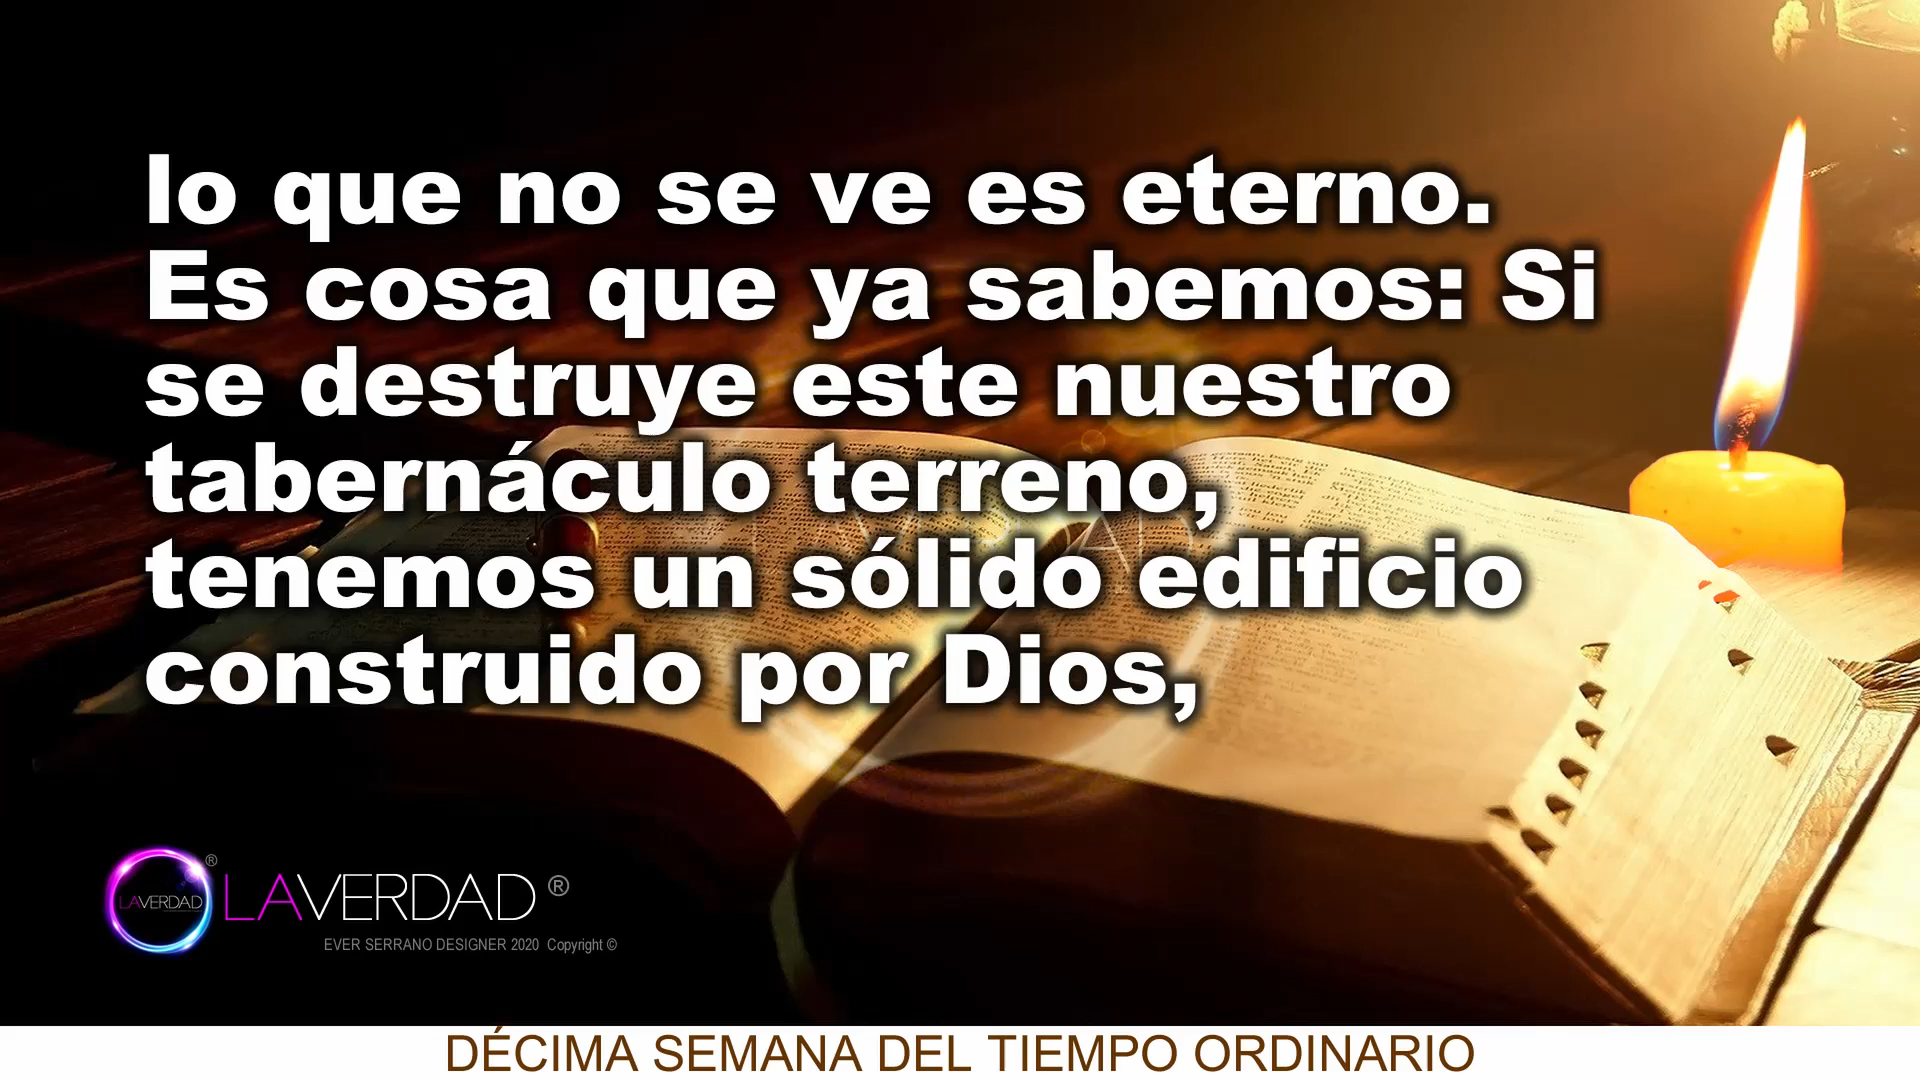 lo que no se ve es eterno.
Es cosa que ya sabemos: Si
se destruye este nuestro
tabernáculo terreno,
tenemos un sólido edificio
construido por Dios,
LAVERDAD ®
LAVERDAD ®
EVER SERRANO DESIGNER 2020 Copyright ©
DÉCIMA SEMANA DEL TIEMPO ORDINARIO